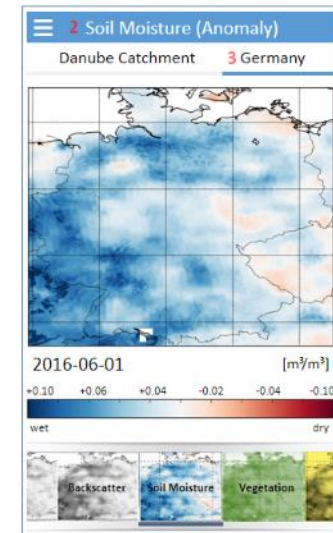 2 Soil Moisture (Anomaly)
Danube Catchment 3 Germany
2016-06-01 [m³/m³]
+0.10 +0.06 +0.04 -0.02 -0.04 -0.10
wet dry
Backscatter Soil Moisture Vegetation